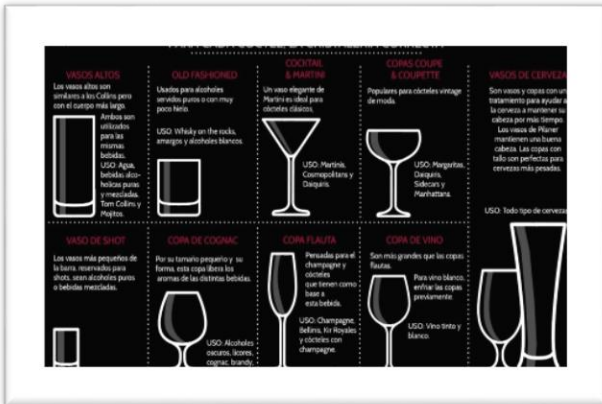 PARA CADA CÓCTEL, LA CRISTALERÍA CORRECTA
VASOS ALTOS
Los vasos altos son
similares a los Collins pero
con el cuerpo más largo.
Ambos son
utilizados
para las
mismas
bebidas.
USO: Agua,
bebidas alco-
holicas puras
y mezcladas.
Tom Collins y
Mojitos.
OLD FASHIONED
Usados para alcoholes
servidos puros o con muy
poco hielo.
USO: Whisky on the rocks,
amargos y alcoholes blancos.
COCKTAIL
& MARTINI
Un vaso elegante de
Martini es ideal para
cócteles clásicos.
USO: Martinis,
Cosmopolitans y
Daiquiris.
COPAS COUPE
& COUPETTE
Populares para cócteles vintage
de moda.
USO: Margaritas,
Daiquiris,
Sidecars y
Manhattans.
VASOS DE CERVEZA
Son vasos y copas con un
tratamiento para ayudar a
la cerveza a mantener su
cabeza por más tiempo.
Los vasos de Pilsner
mantienen una buena
cabeza. Las copas con
tallo son perfectas para
cervezas más pesadas.
USO: Todo tipo de cervezas
VASO DE SHOT
Los vasos más pequeños de
la barra, reservados para
shots, sean alcoholes puros
o bebidas mezcladas.
COPA DE COGNAC
Por su tamaño pequeño y su
forma, esta copa libera los
aromas de las distintas bebidas.
USO: Alcoholes
oscuros, licores,
cognac, brandy,
COPA FLAUTA
Pensadas para el
champagne y
cócteles
que tienen como
base a
esta bebida.
USO: Champagne,
Bellinis, Kir Royales
y cócteles con
champagne.
COPA DE VINO
Son más grandes que las copas
flautas.
Para vino blanco,
enfriar las copas
previamente.
USO: Vino tinto y
blanco.